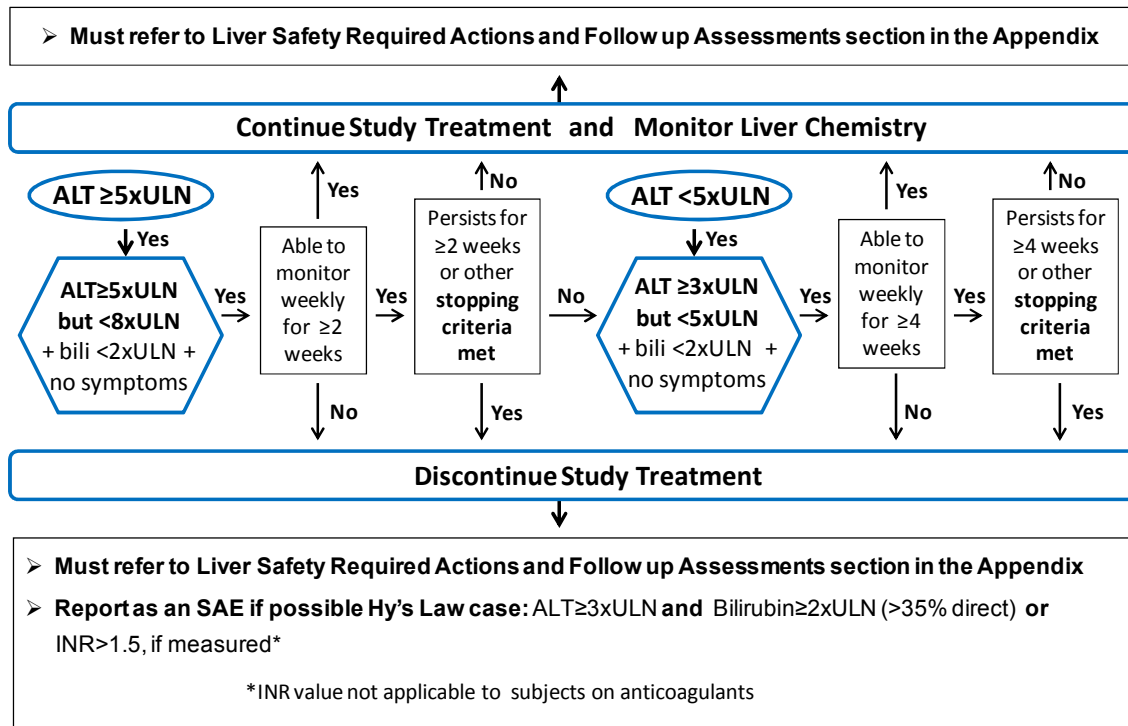 ➢ Must refer to Liver Safety Required Actions and Follow up Assessments section in the Appendix
Continue Study Treatment and Monitor Liver Chemistry
ALT ≥5xULN
Yes
ALT≥5xULN
but <8xULN
+ bili <2xULN +
no symptoms
Yes
Yes
Able to
monitor
weekly
for ≥2
weeks
No
Yes
No
Persists for
≥2 weeks
or other
stopping
criteria
met
Yes
No
ALT <5xULN
Yes
ALT ≥3xULN
but <5xULN
+ bili <2xULN +
no symptoms
Yes
Yes
Able to
monitor
weekly
for ≥4
weeks
No
Yes
No
Persists for
≥4 weeks
or other
stopping
criteria
met
Yes
Discontinue Study Treatment
➢ Must refer to Liver Safety Required Actions and Follow up Assessments section in the Appendix
➢ Report as an SAE if possible Hy’s Law case: ALT≥3xULN and Bilirubin≥2xULN (>35% direct) or
INR>1.5, if measured*
*INR value not applicable to subjects on anticoagulants